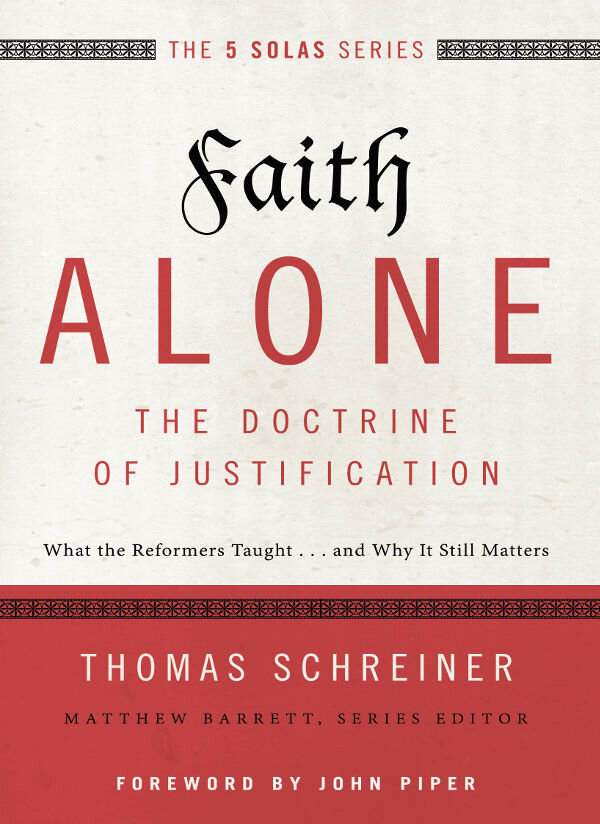 THE 5 SOLAS SERIES
Faith
ALONE
THE DOCTRINE
OF JUSTIFICATION
What the Reformers Taught . . . and Why It Still Matters
THOMAS SCHREINER
MATTHEW BARRETT, SERIES EDITOR
FOREWORD BY JOHN PIPER